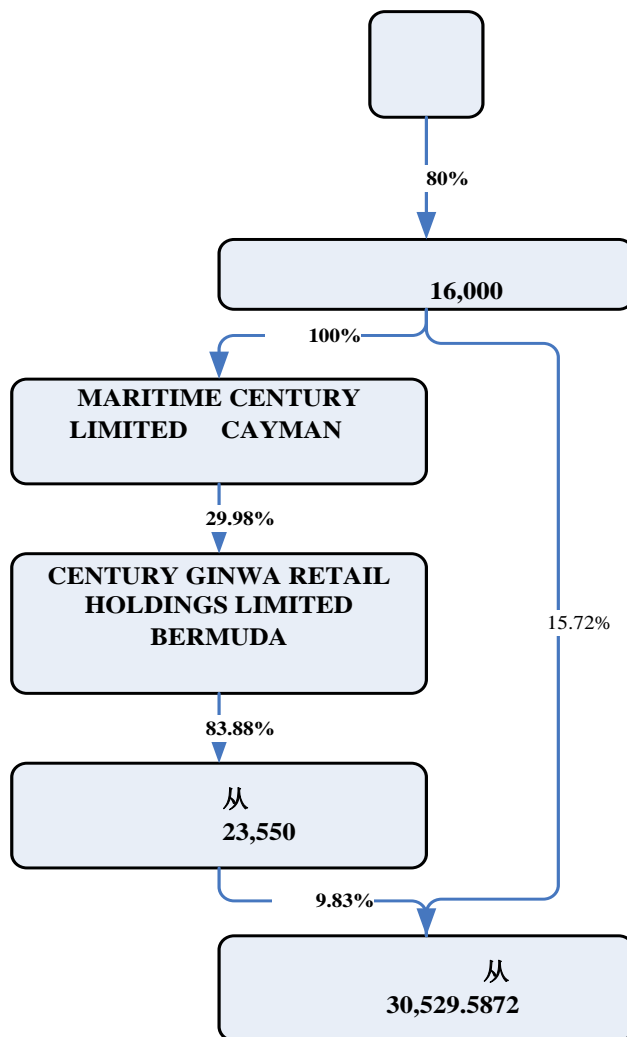 80%
16,000
100%
MARITIME CENTURY
LIMITED CAYMAN
29.98%
CENTURY GINWA RETAIL
HOLDINGS LIMITED
BERMUDA
15.72%
83.88%
从
23,550
9.83%
从
30,529.5872